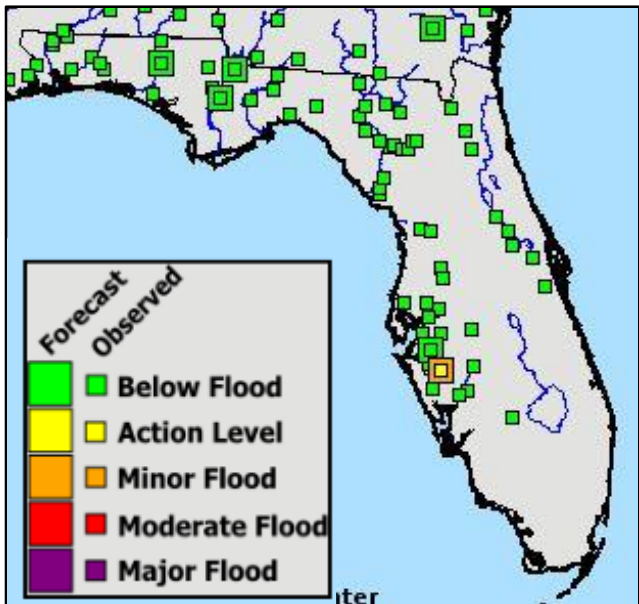 Forecast
Observed
Below Flood
Action Level
Minor Flood
Moderate Flood
Major Flood